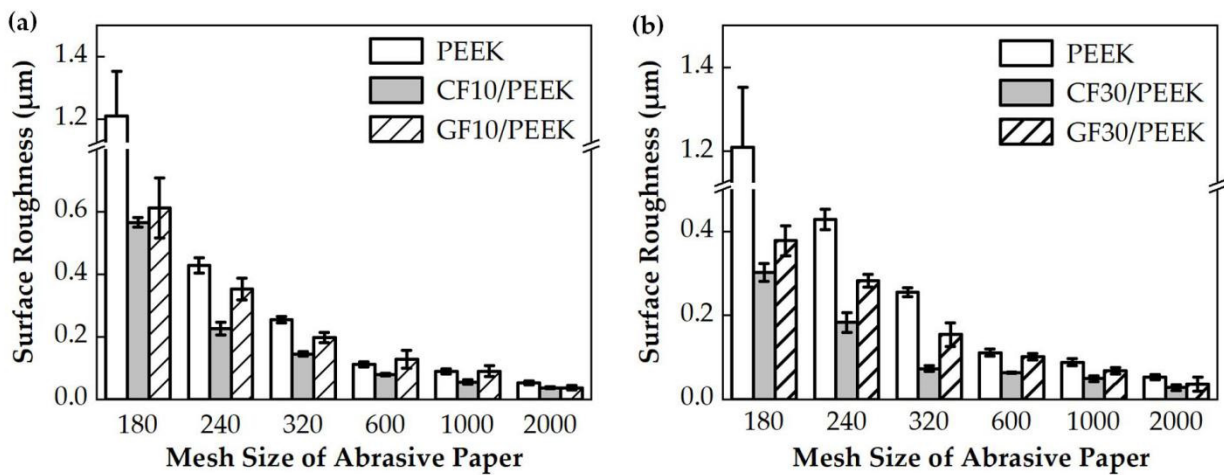 (a)
Surface Roughness (μm)
1.4
1.2
0.6
0.4
0.2
0.0
PEEK
CF10/PEEK
GF10/PEEK
180 240 320 600 1000 2000
Mesh Size of Abrasive Paper
(b)
Surface Roughness (μm)
1.4
1.2
0.4
0.2
0.0
PEEK
CF30/PEEK
GF30/PEEK
180 240 320 600 1000 2000
Mesh Size of Abrasive Paper